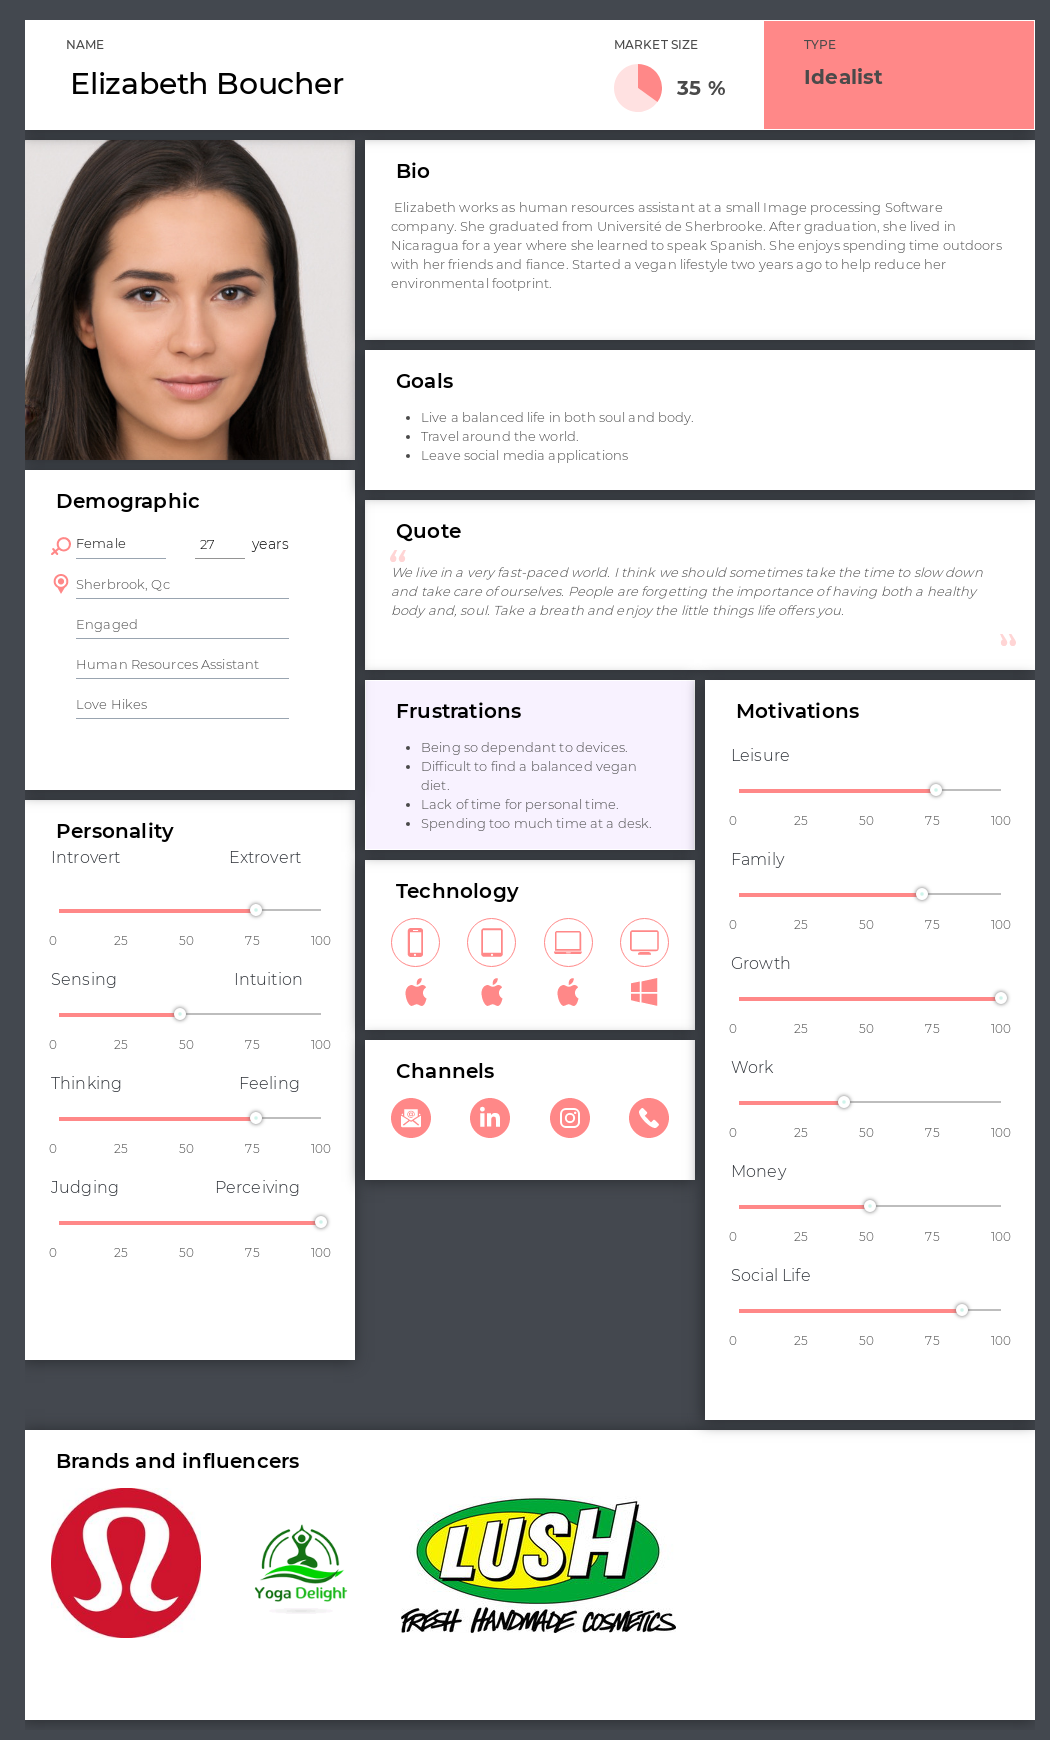 NAME
Elizabeth Boucher
MARKET SIZE
35 %
TYPE
Idealist
Bio
Elizabeth works as human resources assistant at a small Image processing Software
company. She graduated from Université de Sherbrooke. After graduation, she lived in
Nicaragua for a year where she learned to speak Spanish. She enjoys spending time outdoors
with her friends and fiance. Started a vegan lifestyle two years ago to help reduce her
environmental footprint.
Goals
Live a balanced life in both soul and body.
Travel around the world.
Leave social media applications
Demographic
Female 27 years
Sherbrook, Qc
Engaged
Human Resources Assistant
Love Hikes
Quote
“
We live in a very fast-paced world. I think we should sometimes take the time to slow down
and take care of ourselves. People are forgetting the importance of having both a healthy
body and, soul. Take a breath and enjoy the little things life offers you.
”
Personality
Introvert Extrovert
0 25 50 75 100
Sensing Intuition
0 25 50 75 100
Thinking Feeling
0 25 50 75 100
Judging Perceiving
0 25 50 75 100
Frustrations
Being so dependant to devices.
Difficult to find a balanced vegan
diet.
Lack of time for personal time.
Spending too much time at a desk.
Technology
Channels
in
Motivations
Leisure
0 25 50 75 100
Family
0 25 50 75 100
Growth
0 25 50 75 100
Work
0 25 50 75 100
Money
0 25 50 75 100
Social Life
0 25 50 75 100
Brands and influencers
Yoga Delight
LUSH
FRESH HANDMADE COSMETICS